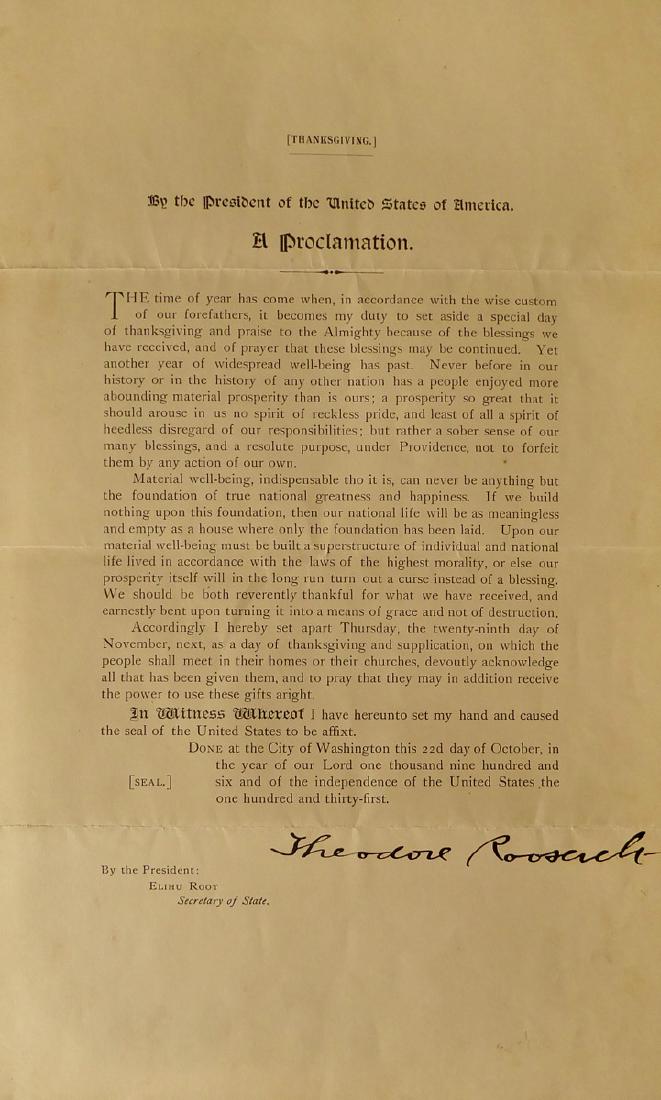 [THANKSGIVING.]
By the President of the United States of America.
A Proclamation.
THE time of year has come when, in accordance with the wise custom
of our forefathers, it becomes my duty to set aside a special day
of thanksgiving and praise to the Almighty because of the blessings we
have received, and of prayer that these blessings may be continued. Yet
another year of widespread well-being has past. Never before in our
history or in the history of any other nation has a people enjoyed more
abounding material prosperity than is ours; a prosperity so great that it
should arouse in us no spirit of reckless pride, and least of all a spirit of
heedless disregard of our responsibilities; but rather a sober sense of our
many blessings, and a resolute purpose, under Providence, not to forfeit
them by any action of our own.
Material well-being, indispensable tho it is, can never be anything but
the foundation of true national greatness and happiness. If we build
nothing upon this foundation, then our national life will be as meaningless
and empty as a house where only the foundation has been laid. Upon our
material well-being must be built a superstructure of individual and national
life lived in accordance with the laws of the highest morality, or else our
prosperity itself will in the long run turn out a curse instead of a blessing.
We should be both reverently thankful for what we have received, and
earnestly bent upon turning it into a means of grace and not of destruction.
Accordingly I hereby set apart Thursday, the twenty-ninth day of
November, next, as a day of thanksgiving and supplication, on which the
people shall meet in their homes or their churches, devoutly acknowledge
all that has been given them, and to pray that they may in addition receive
the power to use these gifts aright.
In Witness Whereof I have hereunto set my hand and caused
the seal of the United States to be affixt.
DONE at the City of Washington this 22d day of October, in
the year of our Lord one thousand nine hundred and
[SEAL.] six and of the independence of the United States the
one hundred and thirty-first.
Theodore Roosevelt
By the President:
ELIHU ROOT
Secretary of State.